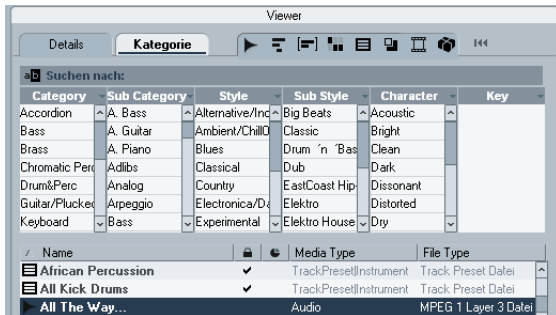 Viewer
Details Kategorie
ab Suchen nach:
Category Sub Category Style Sub Style Character Key
Accordion A. Bass Alternative/Ind Big Beats Acoustic
Bass A. Guitar Ambient/ChillO Classic Bright
Brass A. Piano Blues Drum ´n ´Bas Clean
Chromatic Perc Adlibs Classical Dub Dark
Drum&Perc Analog Country EastCoast Hip- Dissonant
Guitar/Plucked Arpeggio Electronica/Da Elektro Distorted
Keyboard Bass Experimental Elektro House Dry
Name Media Type File Type
African Percussion TrackPreset|Instrument Track Preset Datei
All Kick Drums TrackPreset|Instrument Track Preset Datei
All The Way... Audio MPEG 1 Layer 3 Datei